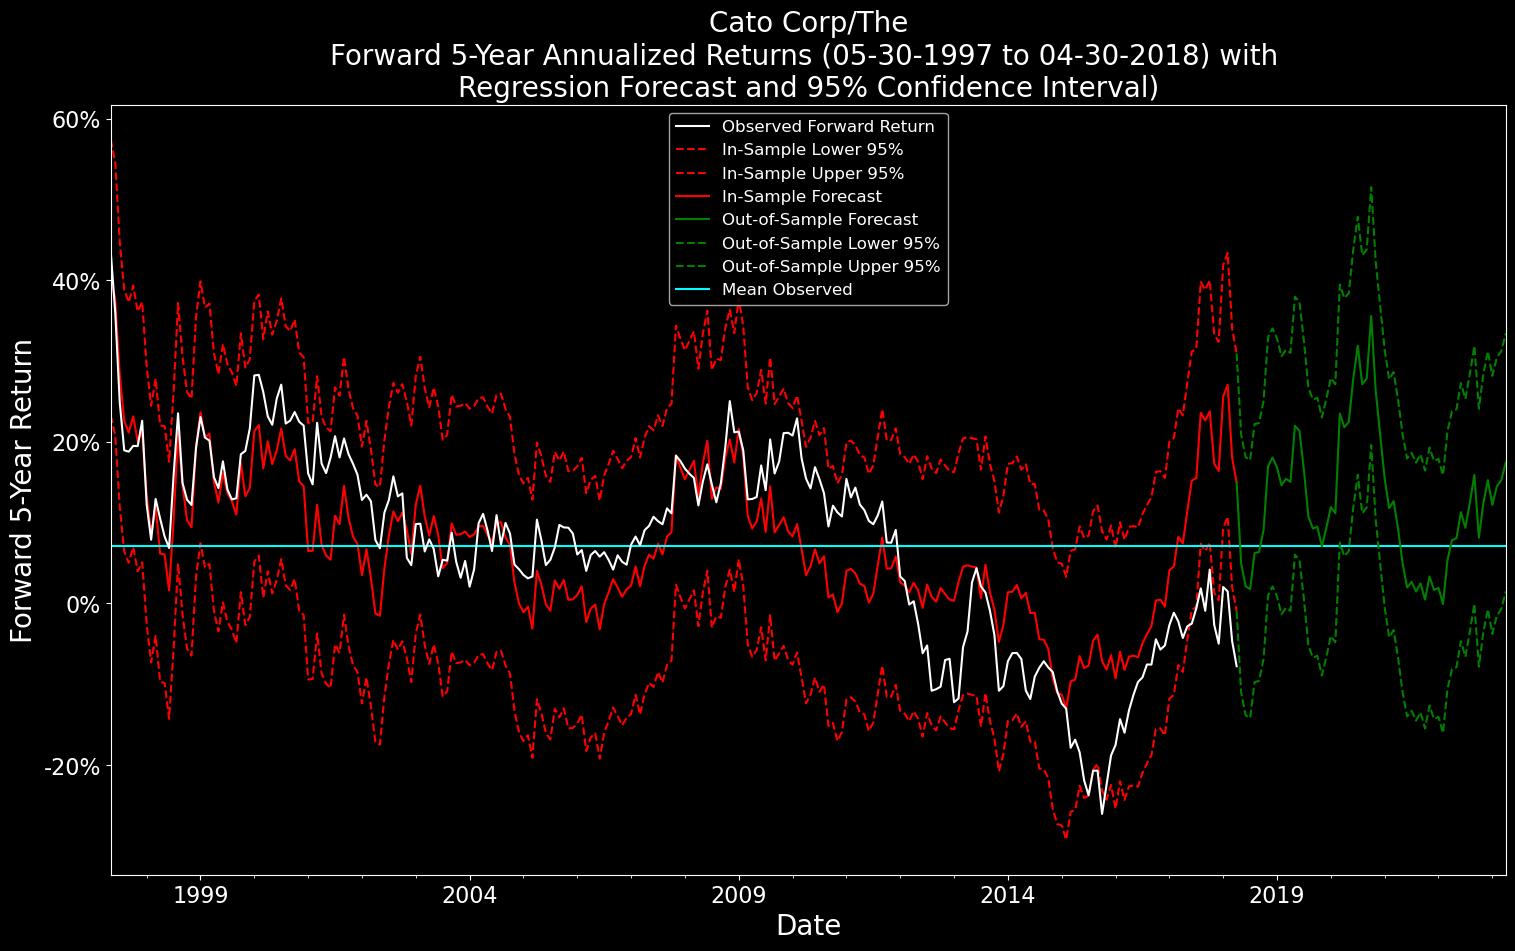 Cato Corp/The
Forward 5-Year Annualized Returns (05-30-1997 to 04-30-2018) with
Regression Forecast and 95% Confidence Interval)
60%
40%
20%
0%
-20%
Forward 5-Year Return
Observed Forward Return
In-Sample Lower 95%
In-Sample Upper 95%
In-Sample Forecast
Out-of-Sample Forecast
Out-of-Sample Lower 95%
Out-of-Sample Upper 95%
Mean Observed
1999
2004
2009
2014
2019
Date